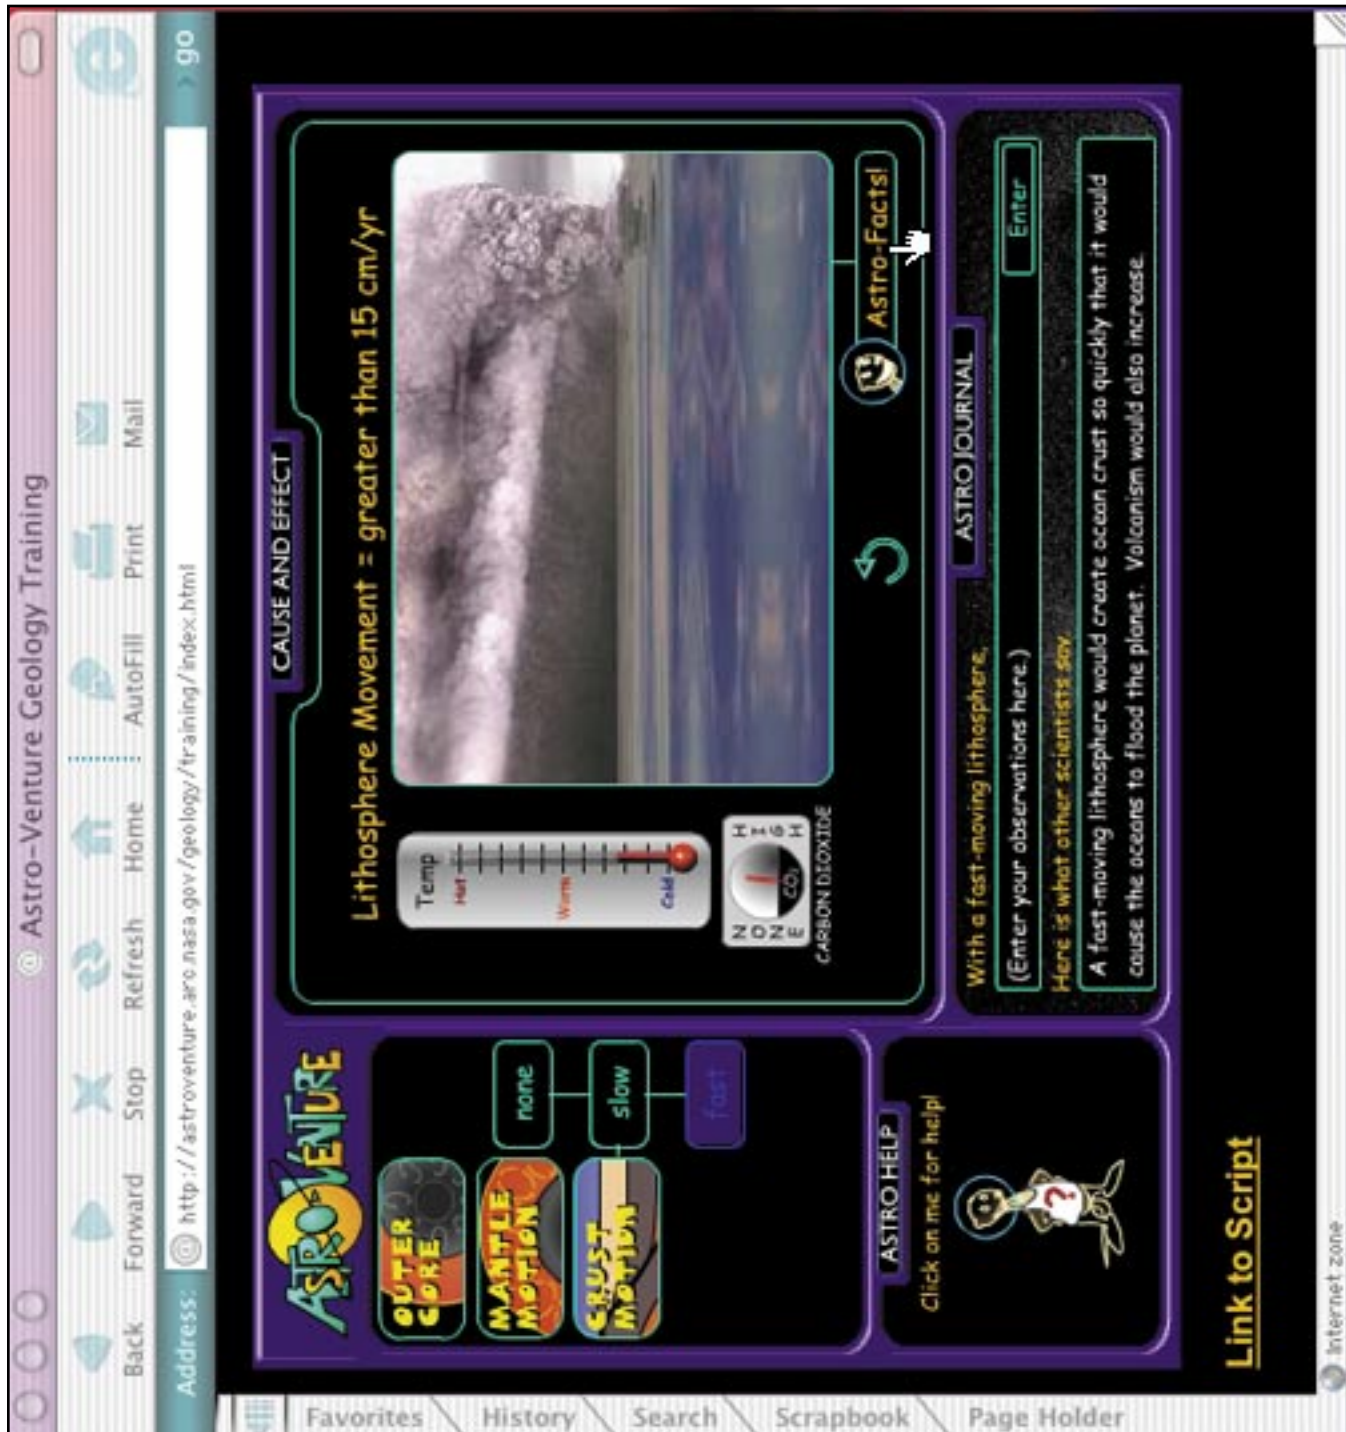 Astro-Venture Geology Training
Back Forward Stop Refresh Home AutoFill Print Mail
Address: http://astroventure.arc.nasa.gov/geology/training/index.html go
Favorites
History
Search
Scrapbook
Page Holder
ASTROVENTURE
OUTER
CORE
MANTLE
MOTION
CRUST
MOTION
none
slow
fast
ASTRO HELP
Click on me for help!
?
CAUSE AND EFFECT
Lithosphere Movement = greater than 15 cm/yr
Temp
Hot
Warm
Cold
NONE
HIGH
CO₂
CARBON DIOXIDE
Astro-Facts!
ASTRO JOURNAL
With a fast-moving lithosphere,
(Enter your observations here.)
Enter
Here is what other scientists say.
A fast-moving lithosphere would create ocean crust so quickly that it would
cause the oceans to flood the planet. Volcanism would also increase.
Link to Script
Internet zone